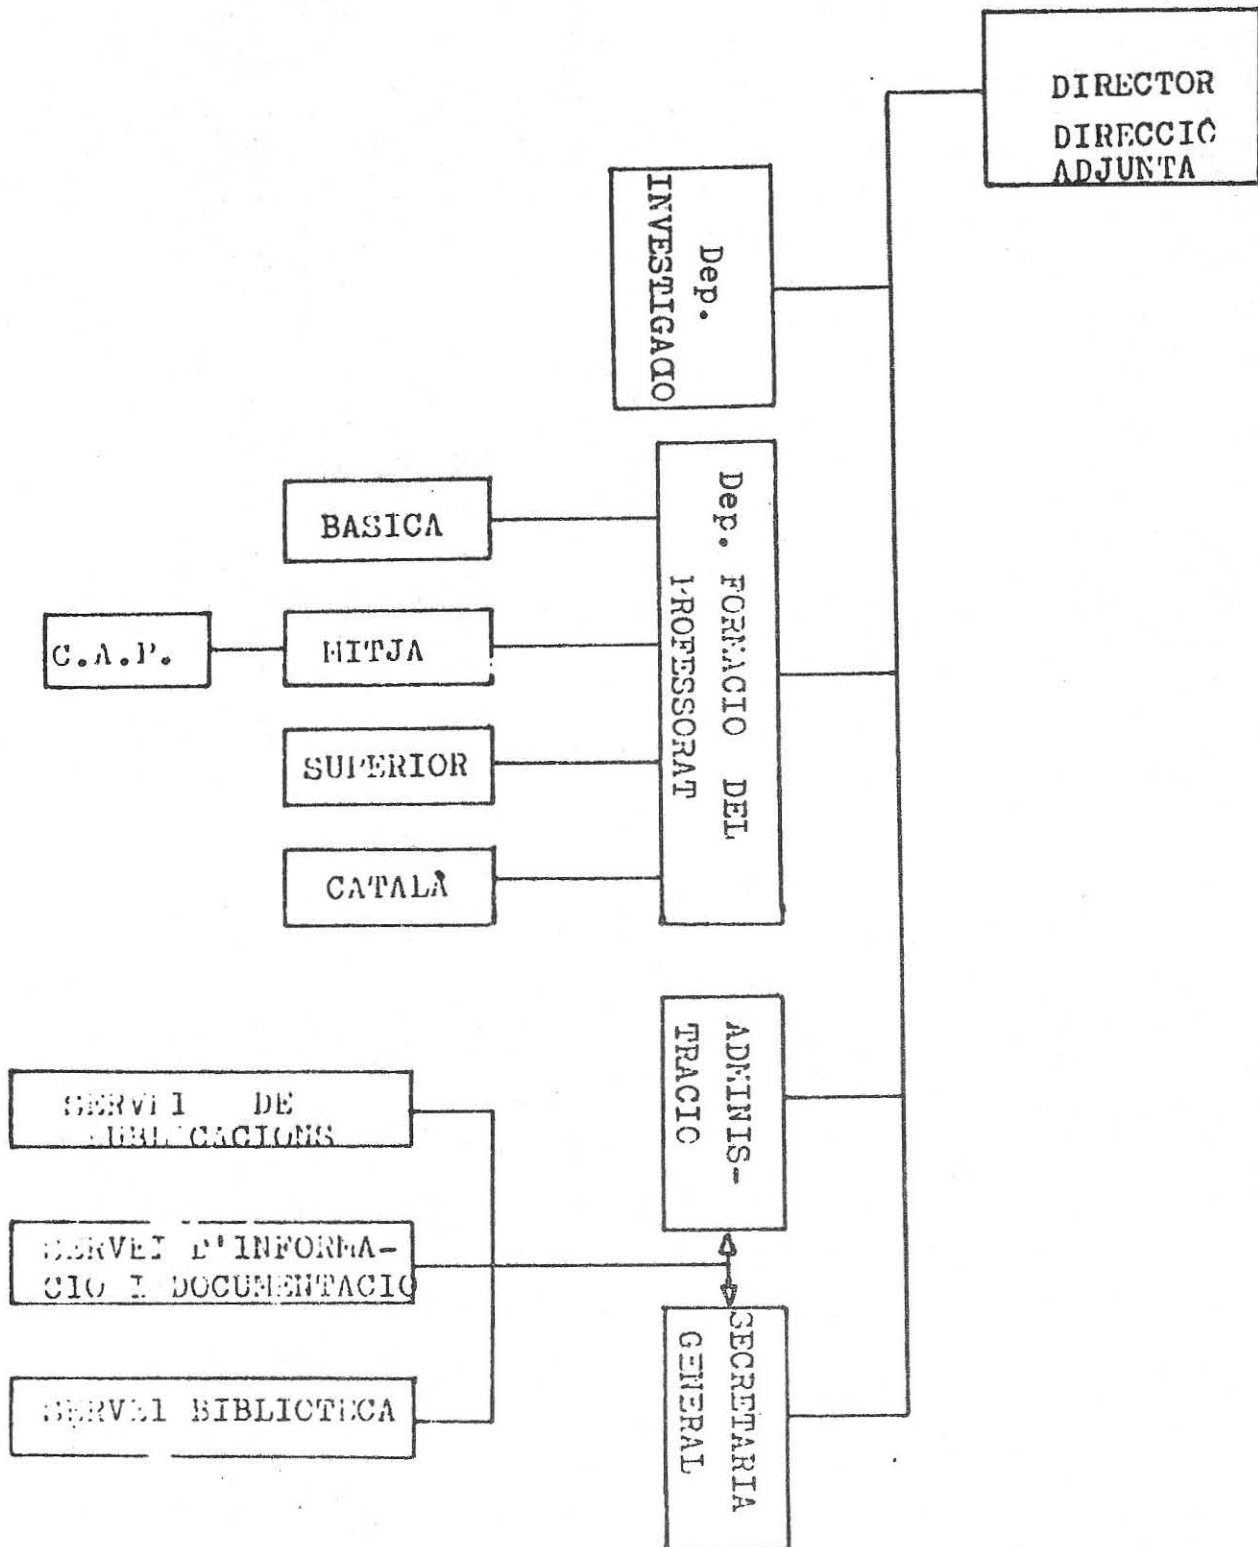 DIRECTOR
DIRECCIÓ
ADJUNTA
Dep.
INVESTIGACIO
Dep. FORMACIO DEL
PROFESSORAT
BASICA
MITJA
C.A.P.
SUPERIOR
CATALÀ
ADMINIS-
TRACIO
SERVEI DE
PUBLICACIONS
SERVEI D'INFORMA-
CIO I DOCUMENTACIO
SERVEI BIBLIOTECA
SECRETARIA
GENERAL